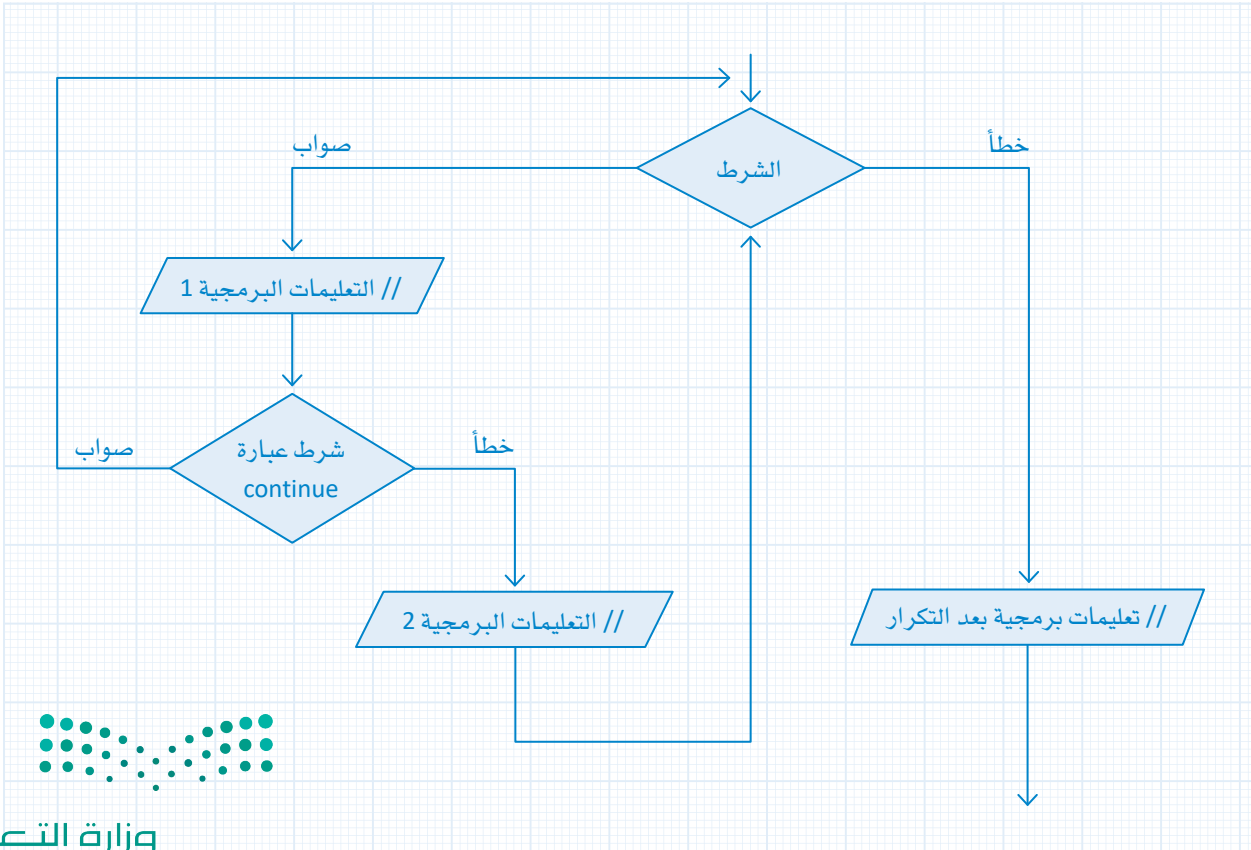 خطأ
صواب
الشرط
// التعليمات البرمجية 1
شرط عبارة
continue
صواب
خطأ
// التعليمات البرمجية 2
// تعليمات برمجية بعد التكرار
وزارة التع